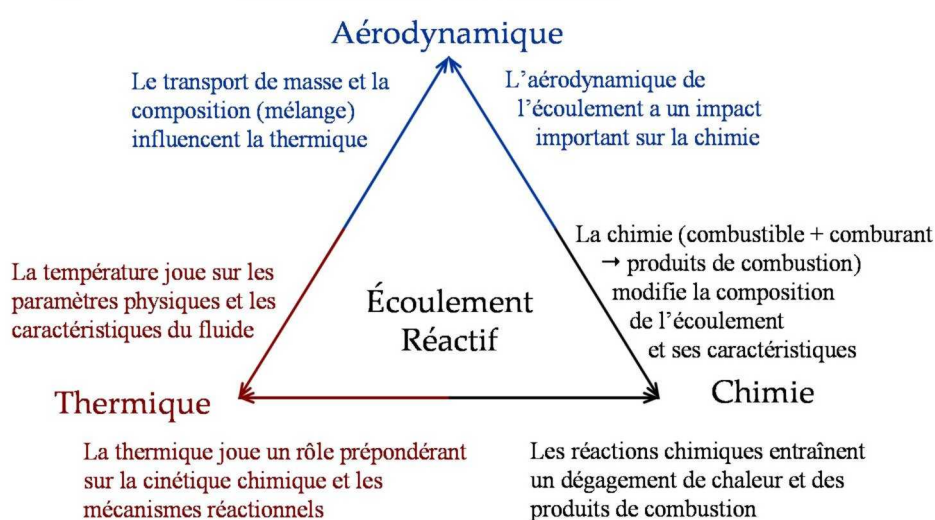 Aérodynamique
Le transport de masse et la
composition (mélange)
influencent la thermique
L’aérodynamique de
l’écoulement a un impact
important sur la chimie
La chimie (combustible + comburant
→ produits de combustion)
modifie la composition
de l’écoulement
et ses caractéristiques
La température joue sur les
paramètres physiques et les
caractéristiques du fluide
Écoulement
Réactif
Thermique
Chimie
La thermique joue un rôle prépondérant
sur la cinétique chimique et les
mécanismes réactionnels
Les réactions chimiques entraînent
un dégagement de chaleur et des
produits de combustion